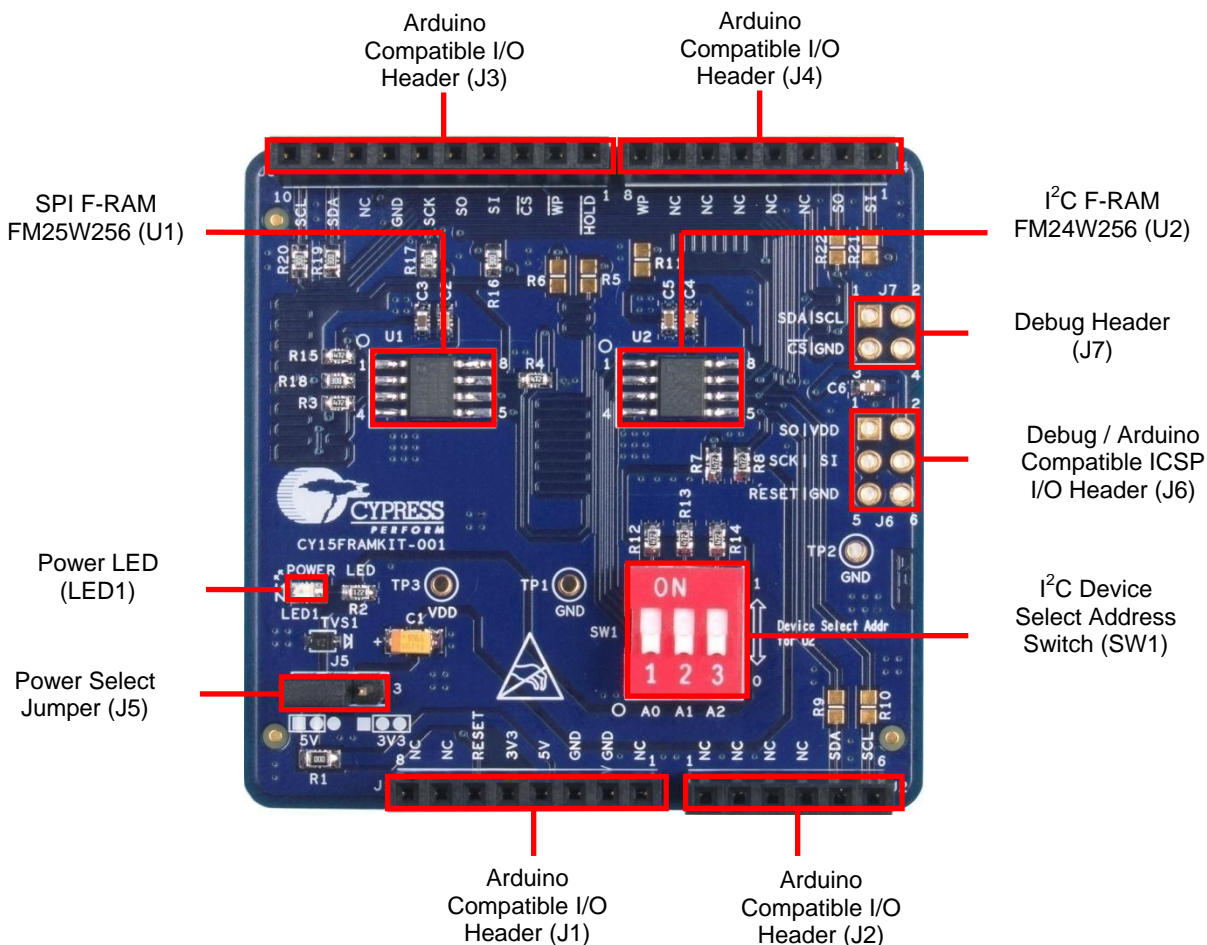 Arduino
Compatible I/O
Header (J3)
Arduino
Compatible I/O
Header (J4)
SPI F-RAM
FM25W256 (U1)
I²C F-RAM
FM24W256 (U2)
Debug Header
(J7)
Debug / Arduino
Compatible ICSP
I/O Header (J6)
Power LED
(LED1)
I²C Device
Select Address
Switch (SW1)
Power Select
Jumper (J5)
Arduino
Compatible I/O
Header (J1)
Arduino
Compatible I/O
Header (J2)
10 1 8 1
SCL SDA NC GND SCK SO SI CS WP HOLD
WP NC NC NC NC NC SO SI
R20 R19 R17 R16 R6 R5 R11 R22 R21
C3 C2 C5 C4
U1 U2
1 8 1 8
4 5 4 5
R15
R18
R3
R4
1 J7 2
SDA|SCL
CS|GND
3 4
C6
1 2
SO|VDD
SCK| SI
RESET|GND
5 J6 6
R7 R8
R12 R13 R14
CYPRESS
PERFORM
CY15FRAMKIT-001
POWER LED
LED1 R2
TP3
VDD
TP1
GND
TP2
GND
TVS1
C1
+
J5
3
5V 3V3
R1
ON
1 2 3
SW1
A0 A1 A2
1
0
Device Select Addr
for U2
R9 R10
8 NC NC RESET 3V3 5V GND GND NC 1
1 NC NC NC NC SDA SCL 6
J